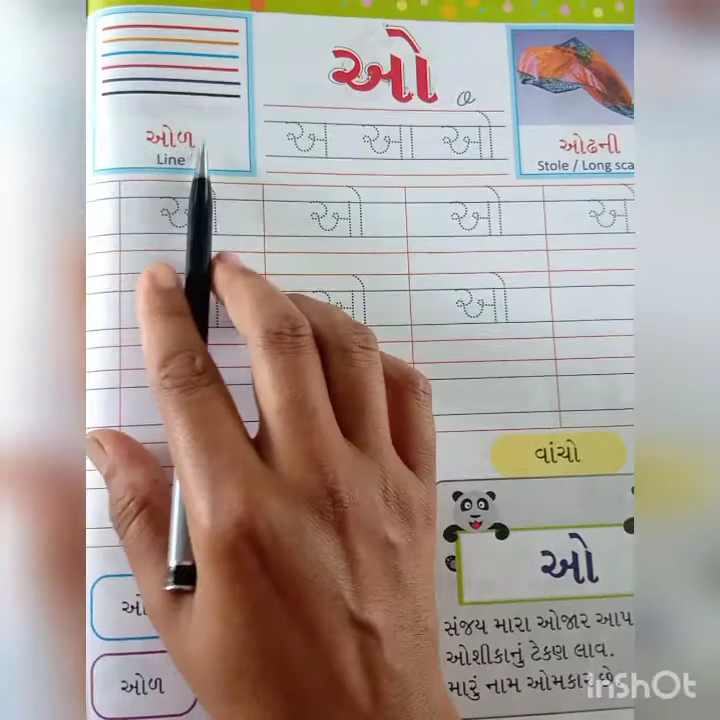 ઓ
ઓળ
Line
અ આ ઓ
ઓઢની
Stole / Long sca
ઓ ઓ
ઓ ઓ
વાંચો
ઓ
સંજય મારા ઓજાર આપ
ઓશીકાનું ટેકણ લાવ.
મારું નામ ઓમકાર છે
ઓળ
InShOt